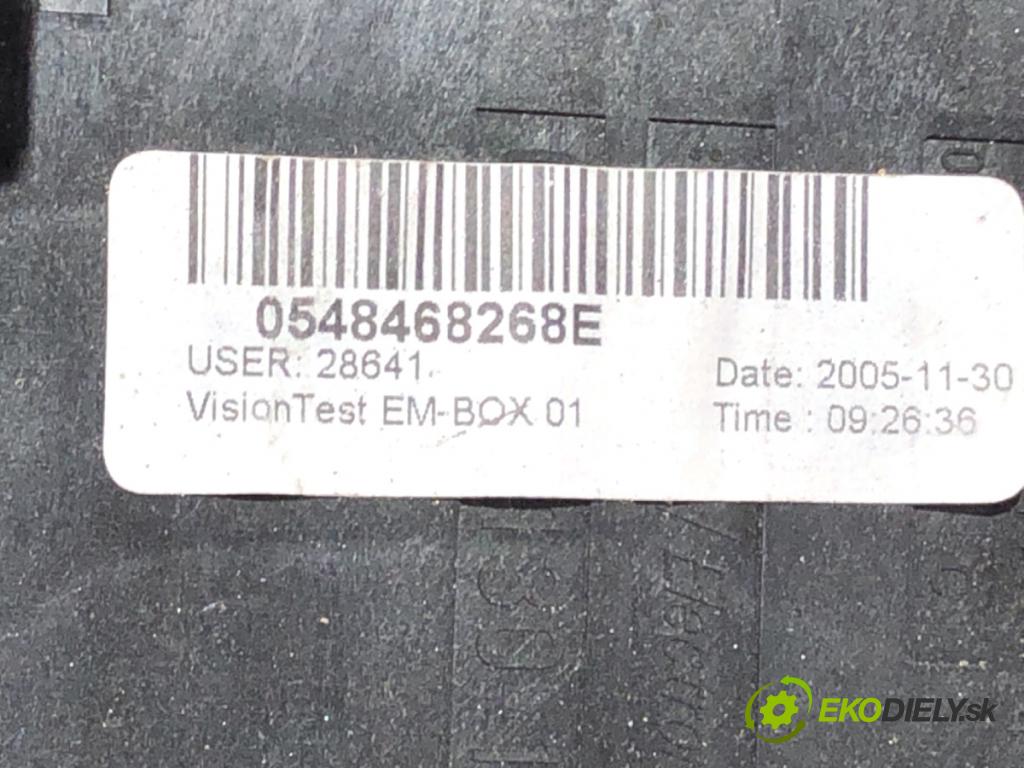 0548468268E
USER: 28641
VisionTest EM-BOX 01
Date: 2005-11-30
Time : 09:26:36
EKODIELY.sk